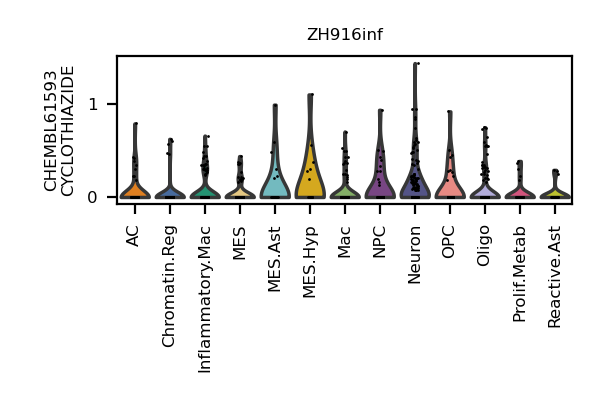 ZH916inf
CHEMBL61593
CYCLOTHIAZIDE
1
0
AC
Chromatin.Reg
Inflammatory.Mac
MES
MES.Ast
MES.Hyp
Mac
NPC
Neuron
OPC
Oligo
Prolif.Metab
Reactive.Ast